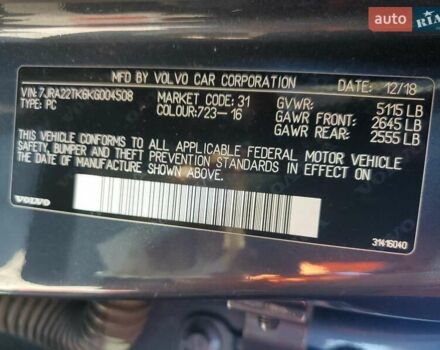 auto
RIA.com
MFD BY VOLVO CAR CORPORATION DATE: 12/18
VIN: 7JRA22TK6KG004508 MARKET CODE: 31 GVWR: 5115 LB
TYPE: PC COLOUR: 723-16 GAWR FRONT: 2645 LB
GAWR REAR: 2555 LB
THIS VEHICLE CONFORMS TO ALL APPLICABLE FEDERAL MOTOR VEHICLE
SAFETY, BUMPER AND THEFT PREVENTION STANDARDS IN EFFECT ON
THE DATE OF MANUFACTURE SHOWN ABOVE.
VOLVO
31416040